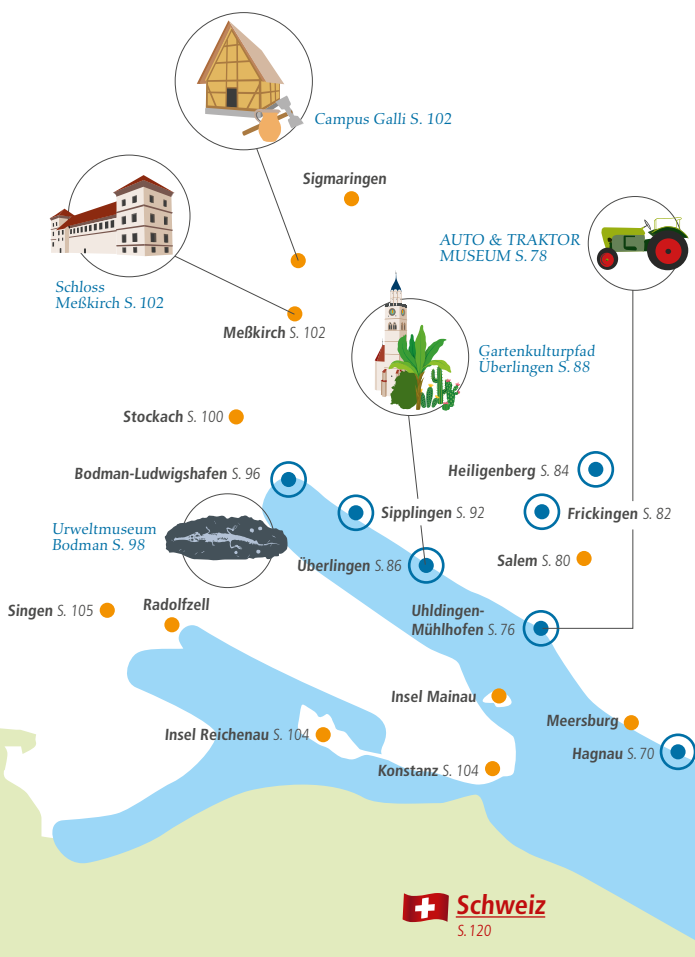 Campus Galli S. 102
Sigmaringen
AUTO & TRAKTOR
MUSEUM S. 78
Schloss
Meßkirch S. 102
Meßkirch S. 102
Gartenkulturpfad
Überlingen S. 88
Stockach S. 100
Bodman-Ludwigshafen S. 96
Heiligenberg S. 84
Sipplingen S. 92
Frickingen S. 82
Urweltmuseum
Bodman S. 98
Überlingen S. 86
Salem S. 80
Singen S. 105
Radolfzell
Uhldingen-
Mühlhofen S. 76
Insel Mainau
Meersburg
Insel Reichenau S. 104
Hagnau S. 70
Konstanz S. 104
Schweiz
S. 120